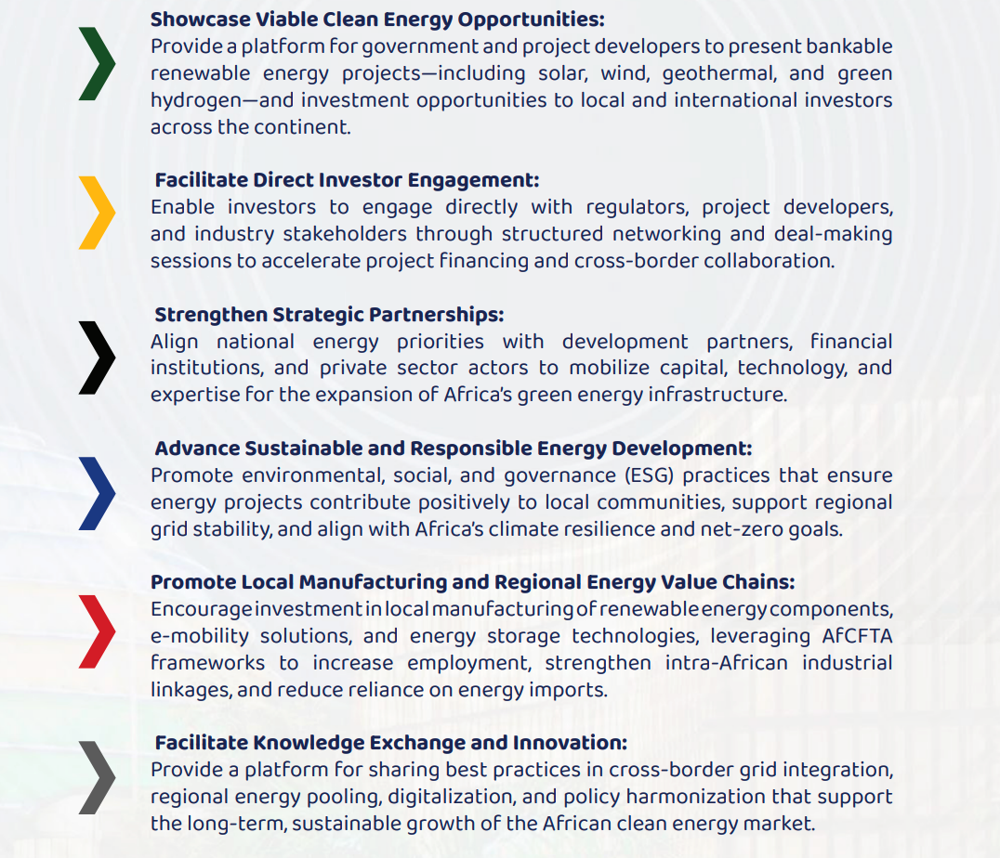 Showcase Viable Clean Energy Opportunities:
Provide a platform for government and project developers to present bankable
renewable energy projects—including solar, wind, geothermal, and green
hydrogen—and investment opportunities to local and international investors
across the continent.
Facilitate Direct Investor Engagement:
Enable investors to engage directly with regulators, project developers,
and industry stakeholders through structured networking and deal-making
sessions to accelerate project financing and cross-border collaboration.
Strengthen Strategic Partnerships:
Align national energy priorities with development partners, financial
institutions, and private sector actors to mobilize capital, technology, and
expertise for the expansion of Africa’s green energy infrastructure.
Advance Sustainable and Responsible Energy Development:
Promote environmental, social, and governance (ESG) practices that ensure
energy projects contribute positively to local communities, support regional
grid stability, and align with Africa’s climate resilience and net-zero goals.
Promote Local Manufacturing and Regional Energy Value Chains:
Encourage investment in local manufacturing of renewable energy components,
e-mobility solutions, and energy storage technologies, leveraging AfCFTA
frameworks to increase employment, strengthen intra-African industrial
linkages, and reduce reliance on energy imports.
Facilitate Knowledge Exchange and Innovation:
Provide a platform for sharing best practices in cross-border grid integration,
regional energy pooling, digitalization, and policy harmonization that support
the long-term, sustainable growth of the African clean energy market.